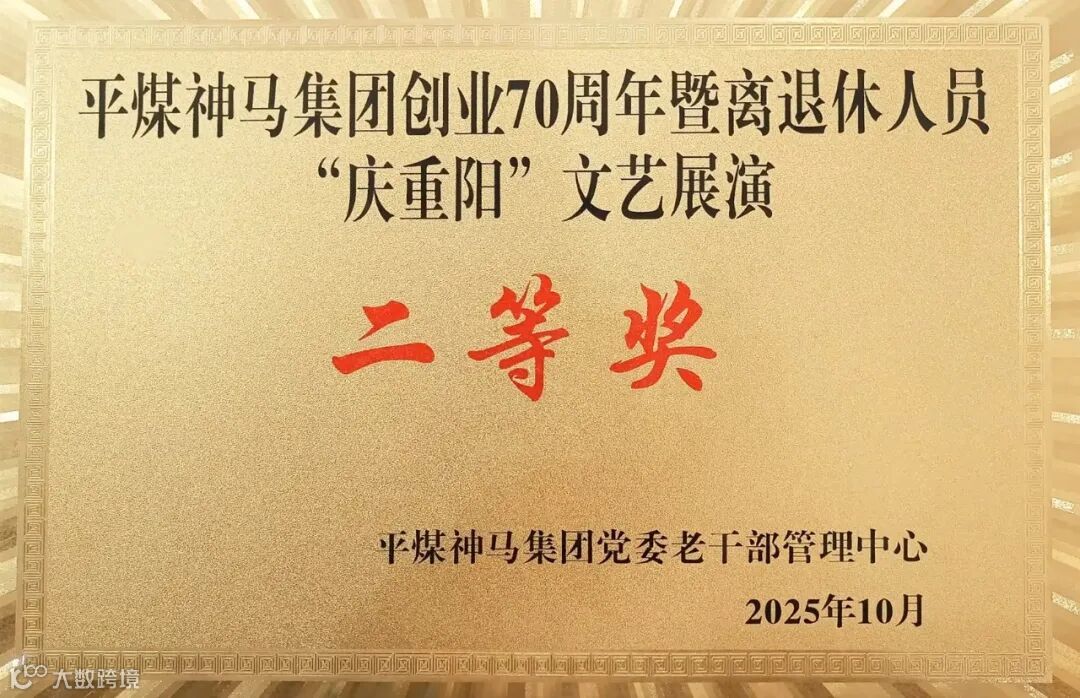 平煤神马集团创业70周年暨离退休人员
“庆重阳”文艺展演
二等奖
平煤神马集团党委老干部管理中心
2025年10月
大数跨境